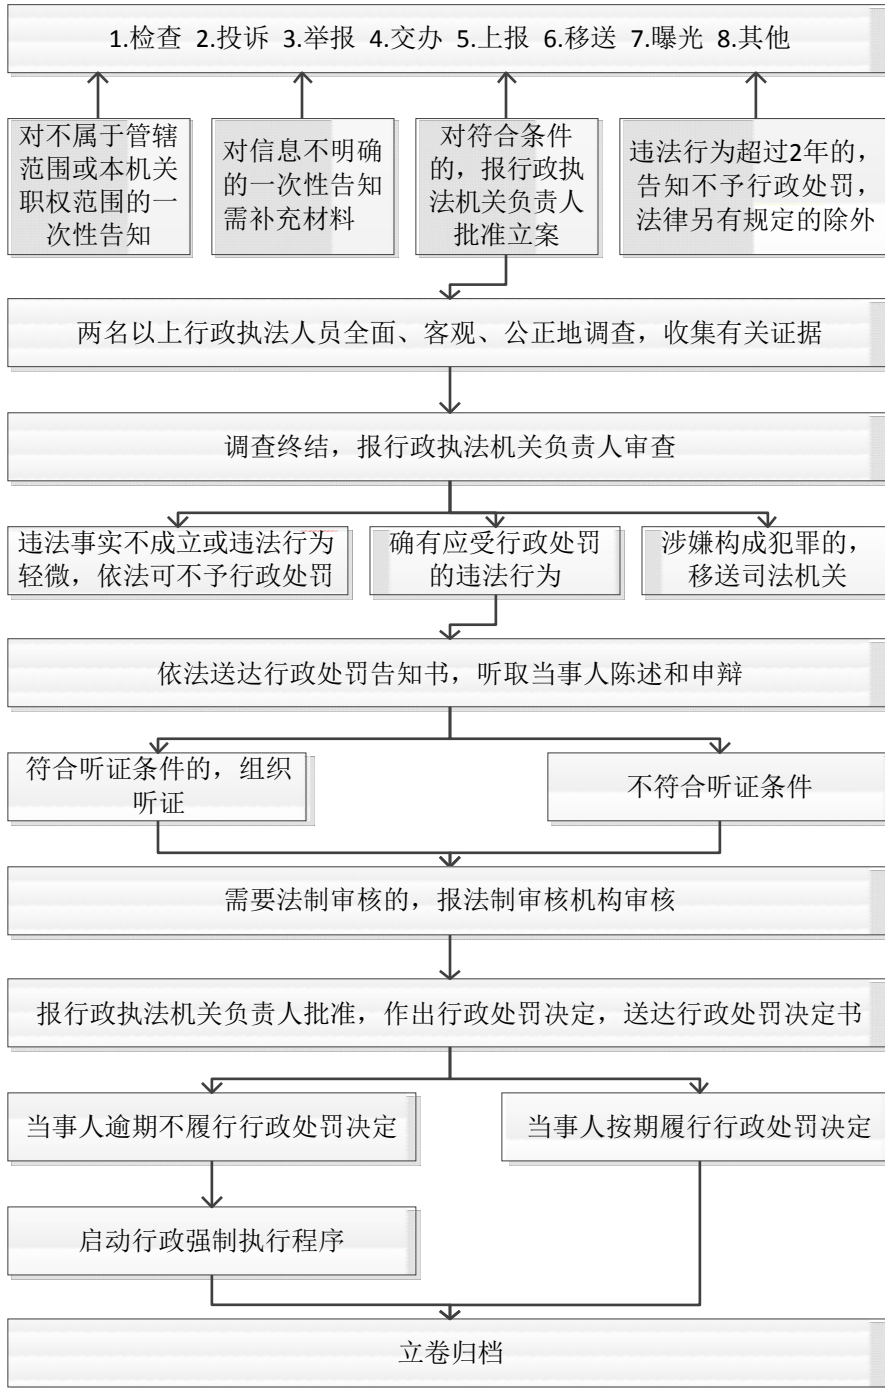 1.检查 2.投诉 3.举报 4.交办 5.上报 6.移送 7.曝光 8.其他
对不属于管辖
范围或本机关
职权范围的一
次性告知
对信息不明确
的一次性告知
需补充材料
对符合条件
的，报行政执
法机关负责人
批准立案
违法行为超过2年的，
告知不予行政处罚，
法律另有规定的除外
两名以上行政执法人员全面、客观、公正地调查，收集有关证据
调查终结，报行政执法机关负责人审查
违法事实不成立或违法行为
轻微，依法可不予行政处罚
确有应受行政处罚
的违法行为
涉嫌构成犯罪的，
移送司法机关
依法送达行政处罚告知书，听取当事人陈述和申辩
符合听证条件的，组织
听证
不符合听证条件
需要法制审核的，报法制审核机构审核
报行政执法机关负责人批准，作出行政处罚决定，送达行政处罚决定书
当事人逾期不履行行政处罚决定
当事人按期履行行政处罚决定
启动行政强制执行程序
立卷归档